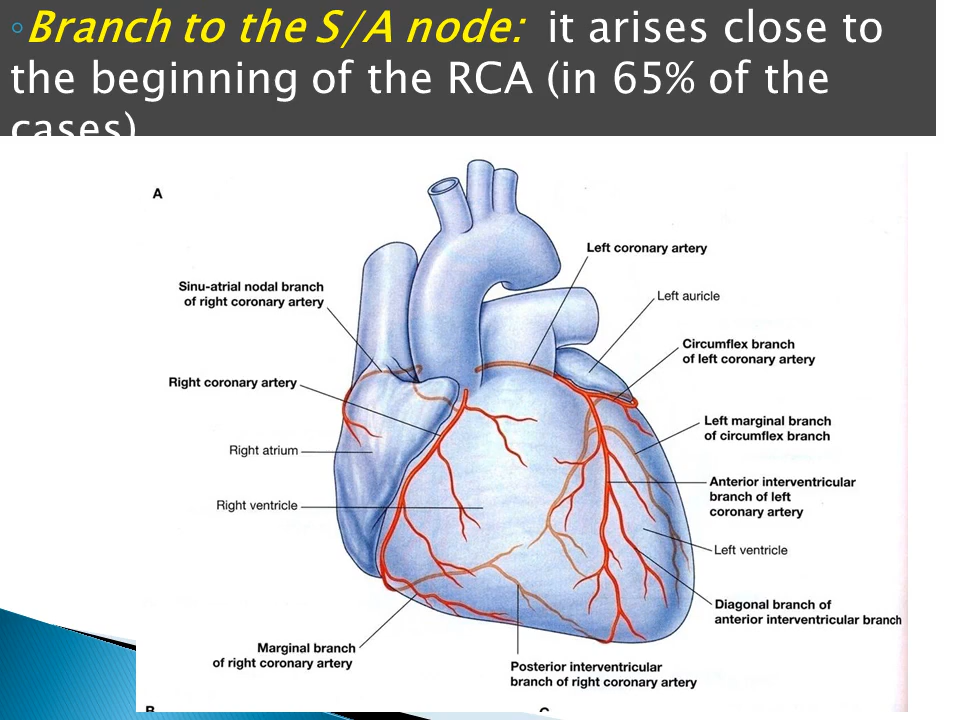 ◦Branch to the S/A node: it arises close to
the beginning of the RCA (in 65% of the
cases)
A
Left coronary artery
Sinu-atrial nodal branch
of right coronary artery
Left auricle
Circumflex branch
of left coronary artery
Right coronary artery
Left marginal branch
of circumflex branch
Right atrium
Anterior interventricular
branch of left
coronary artery
Right ventricle
Left ventricle
Diagonal branch of
anterior interventricular branch
Marginal branch
of right coronary artery
Posterior interventricular
branch of right coronary artery
B